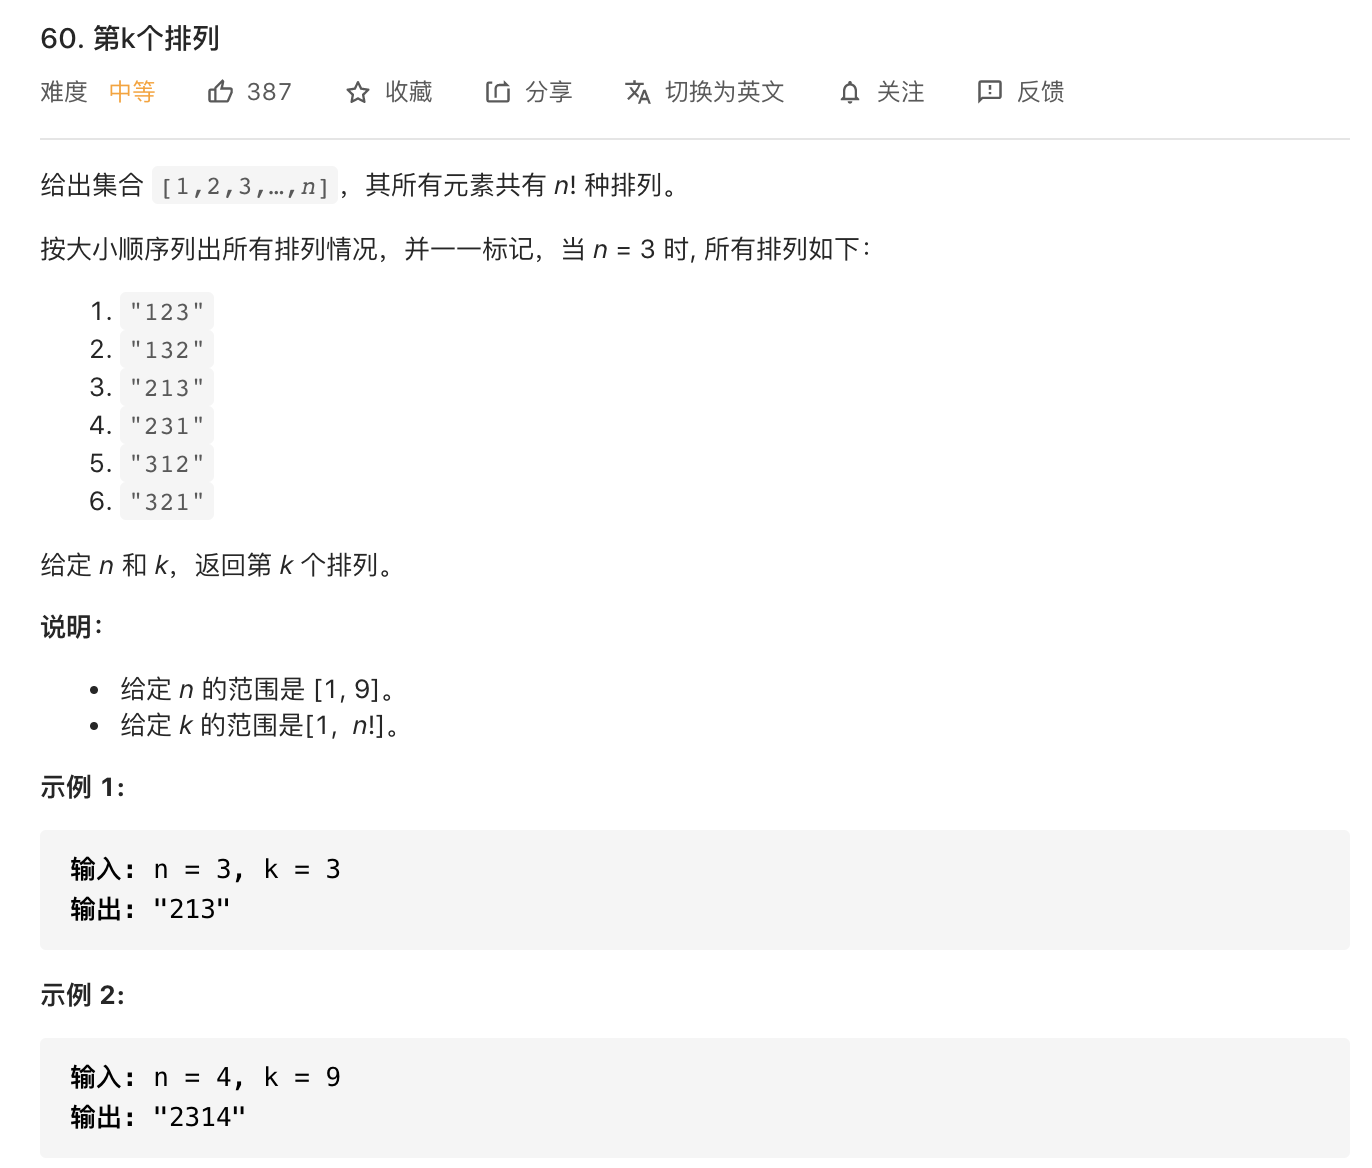 60. 第k个排列
难度 中等 387 收藏 分享 切换为英文 关注 反馈
给出集合 [1,2,3,…,n]，其所有元素共有 n! 种排列。
按大小顺序列出所有排列情况，并一一标记，当 n = 3 时, 所有排列如下：
1. "123"
2. "132"
3. "213"
4. "231"
5. "312"
6. "321"
给定 n 和 k，返回第 k 个排列。
说明：
• 给定 n 的范围是 [1, 9]。
• 给定 k 的范围是[1, n!]。
示例 1:
输入: n = 3, k = 3
输出: "213"
示例 2:
输入: n = 4, k = 9
输出: "2314"